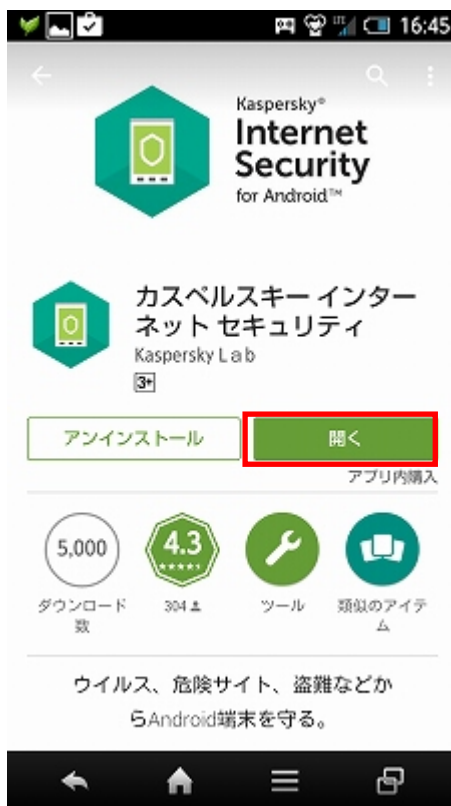 16:45
Kaspersky®
Internet
Security
for Android™
カスペルスキー インター
ネット セキュリティ
Kaspersky Lab
3+
アンインストール
開く
アプリ内購入
5,000
4.3
ダウンロード
数
304
ツール
類似のアイテ
ム
ウイルス、危険サイト、盗難などか
らAndroid端末を守る。